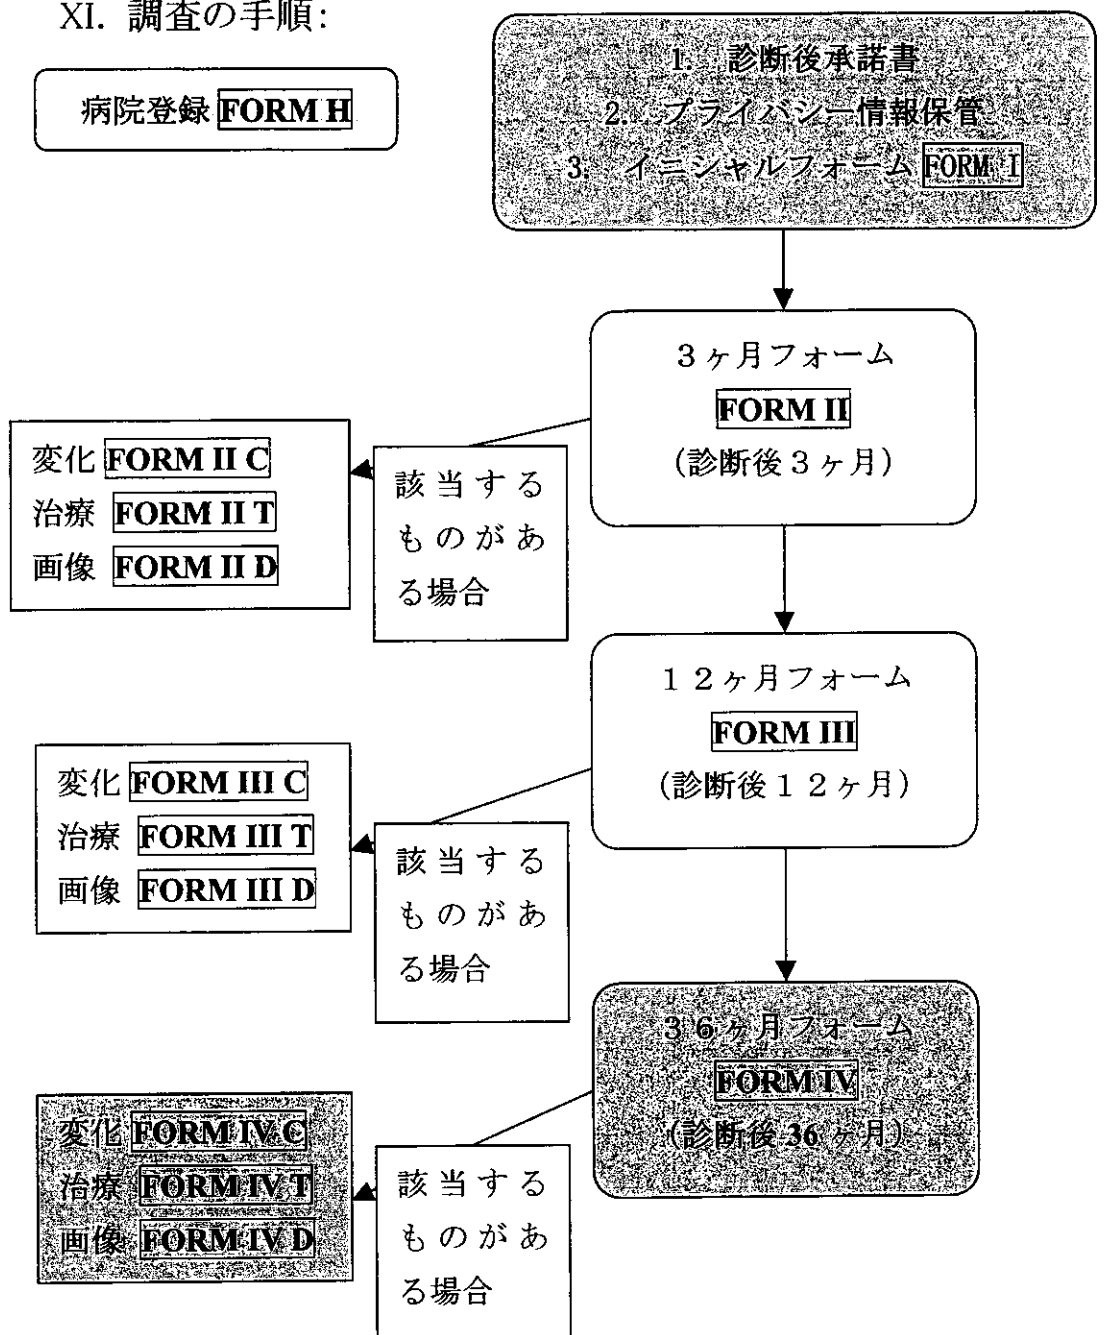 XI. 調査の手順:
病院登録 FORM H
1. 診断後承諾書
2. プライバシー情報保管
3. イニシャルフォーム FORM I
3ヶ月フォーム
FORM II
(診断後3ヶ月)
変化 FORM II C
治療 FORM II T
画像 FORM II D
該当する
ものがあ
る場合
12ヶ月フォーム
FORM III
(診断後12ヶ月)
変化 FORM III C
治療 FORM III T
画像 FORM III D
該当する
ものがあ
る場合
36ヶ月フォーム
FORM IV
(診断後36ヶ月)
変化 FORM IV C
治療 FORM IV T
画像 FORM IV D
該当する
ものがあ
る場合